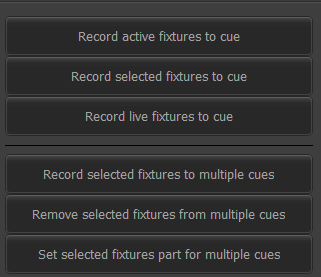 Record active fixtures to cue
Record selected fixtures to cue
Record live fixtures to cue
Record selected fixtures to multiple cues
Remove selected fixtures from multiple cues
Set selected fixtures part for multiple cues